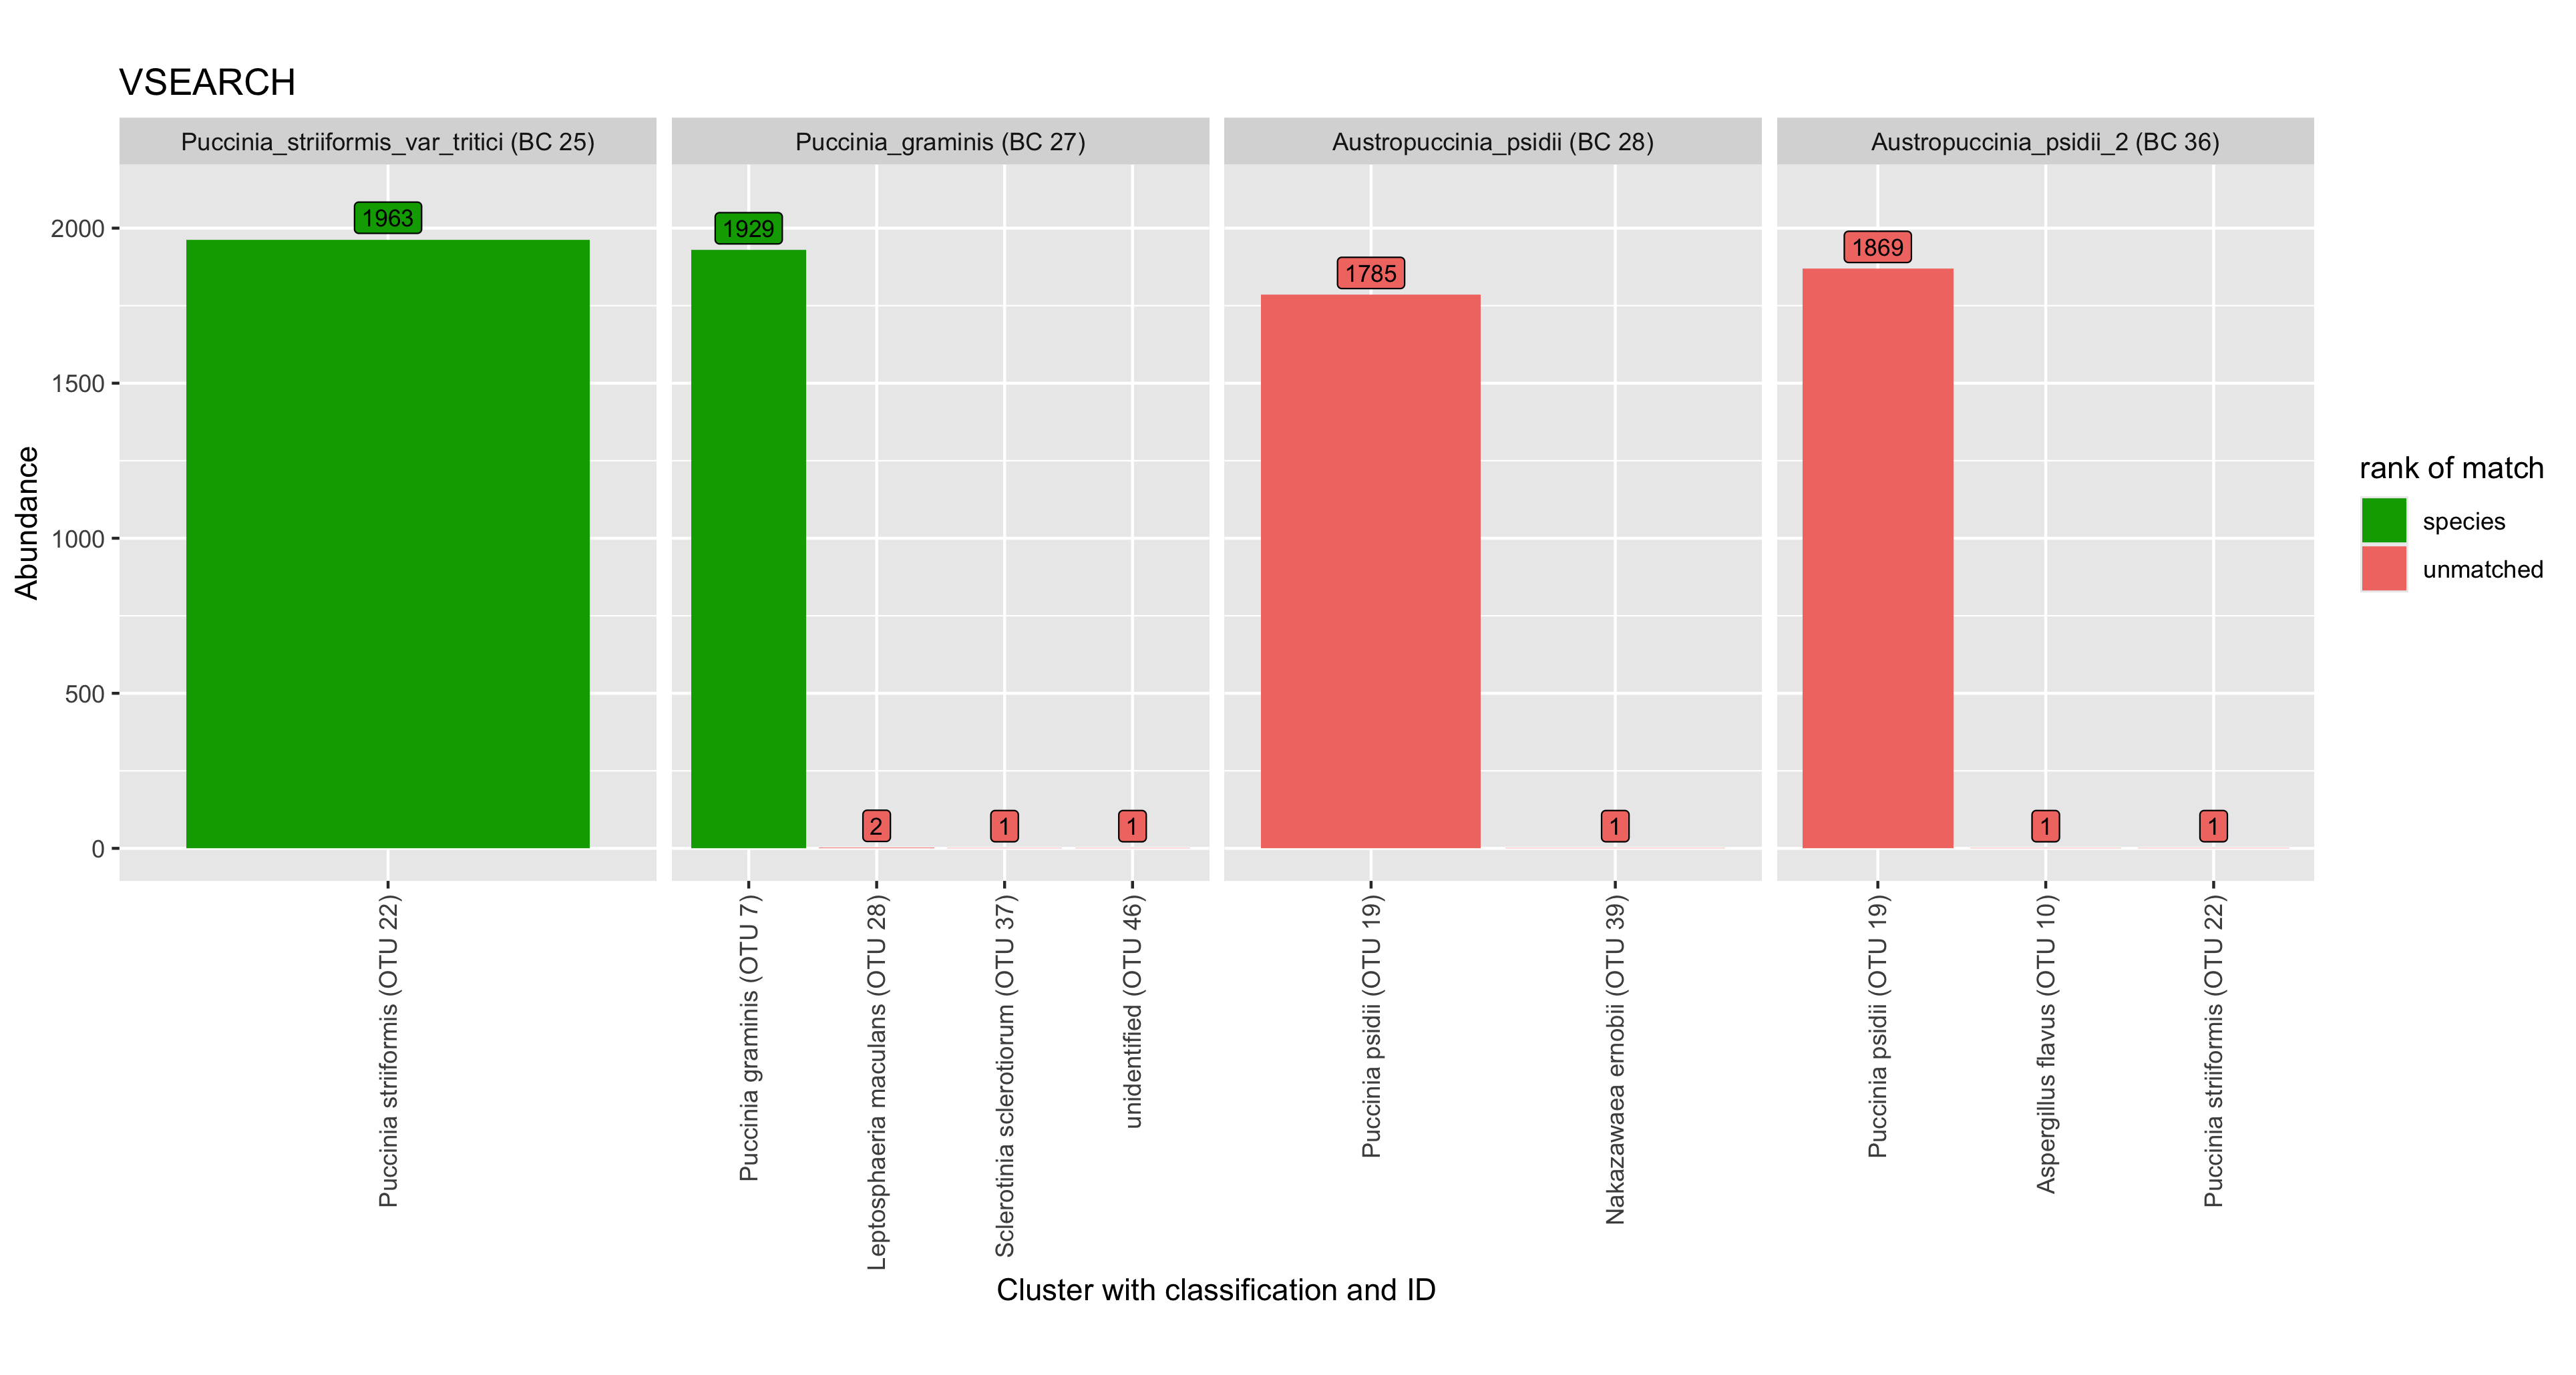 VSEARCH
Puccinia_striiformis_var_tritici (BC 25)
Puccinia_graminis (BC 27)
Austropuccinia_psidii (BC 28)
Austropuccinia_psidii_2 (BC 36)
Abundance
2000
1500
1000
500
0
1963
1929
2
1
1
1785
1
1869
1
1
rank of match
species
unmatched
Puccinia striiformis (OTU 22)
Puccinia graminis (OTU 7)
Leptosphaeria maculans (OTU 28)
Sclerotinia sclerotiorum (OTU 37)
unidentified (OTU 46)
Puccinia psidii (OTU 19)
Nakazawaea ernobii (OTU 39)
Puccinia psidii (OTU 19)
Aspergillus flavus (OTU 10)
Puccinia striiformis (OTU 22)
Cluster with classification and ID